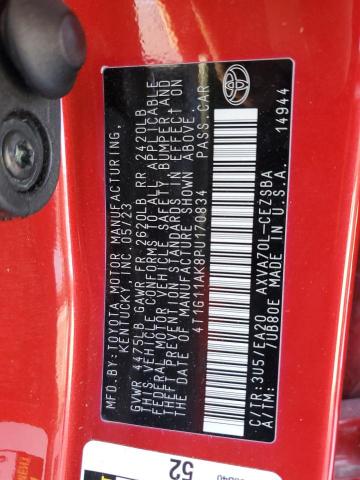 MFD. BY: TOYOTA MOTOR MANUFACTURING,
KENTUCKY, INC. 05/23
GVWR 4475LB GAWR FR 2620LB RR 2420LB
THIS VEHICLE CONFORMS TO ALL APPLICABLE
FEDERAL MOTOR VEHICLE SAFETY, BUMPER, AND
THEFT PREVENTION STANDARDS IN EFFECT ON
THE DATE OF MANUFACTURE SHOWN ABOVE.
4T1G11AK8PU170834 PASS CAR
C/TR:3U5/EA20 AXVA70L-CEZSBA
A/TM: /UB80E MADE IN U.S.A.
14944
52